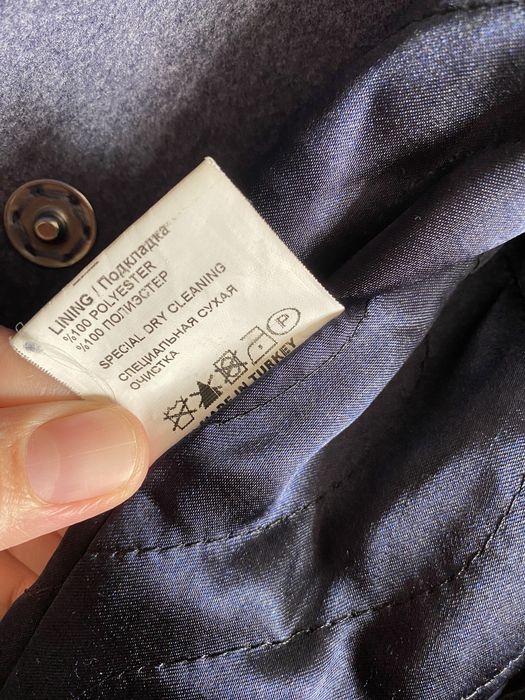 LINING / Подкладка
%100 POLYESTER
%100 ПОЛИЭСТЕР
SPECIAL DRY CLEANING
СПЕЦИАЛЬНАЯ СУХАЯ
ОЧИСТКА
P
MADE IN TURKEY